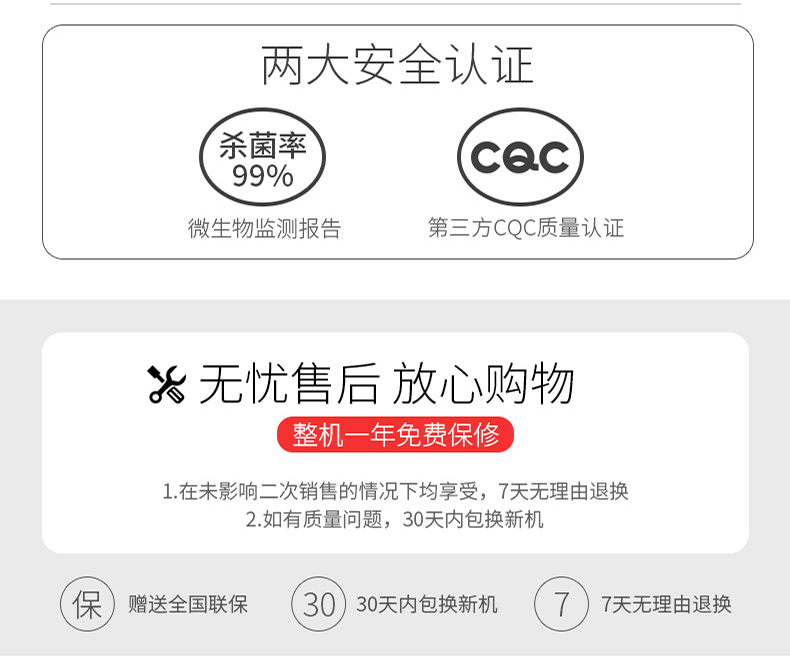 两大安全认证
杀菌率
99%
CQC
微生物监测报告
第三方CQC质量认证
无忧售后 放心购物
整机一年免费保修
1.在未影响二次销售的情况下均享受，7天无理由退换
2.如有质量问题，30天内包换新机
保 赠送全国联保
30 30天内包换新机
7 7天无理由退换